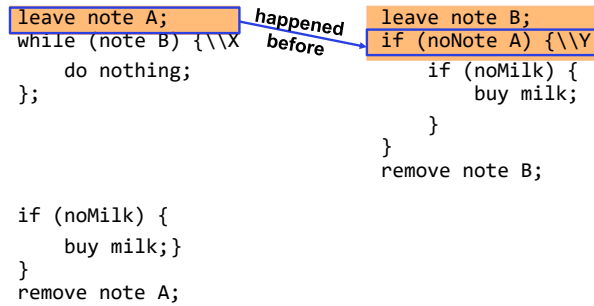 leave note A;
while (note B) {\\X
    do nothing;
};
if (noMilk) {
    buy milk;}
}
remove note A;
happened
before
leave note B;
if (noNote A) {\\Y
    if (noMilk) {
        buy milk;
    }
}
remove note B;